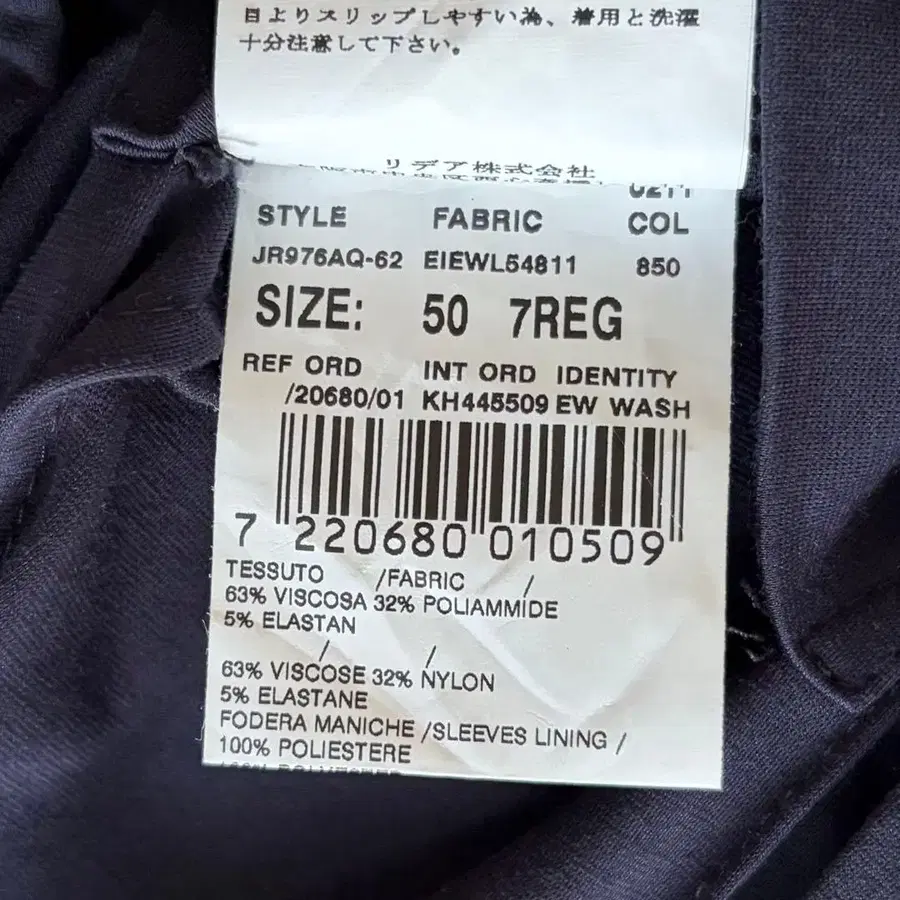 目よりスリップしやすい為、着用と洗濯
十分注意して下さい。
リデア株式会社
STYLE FABRIC COL
JR976AQ-62 EIEWL54811 850
SIZE: 50 7REG
REF ORD INT ORD IDENTITY
/20680/01 KH445509 EW WASH
7 220680 010509
TESSUTO /FABRIC /
63% VISCOSA 32% POLIAMMIDE
5% ELASTAN
/ /
63% VISCOSE 32% NYLON
5% ELASTANE
FODERA MANICHE /SLEEVES LINING /
100% POLIESTERE